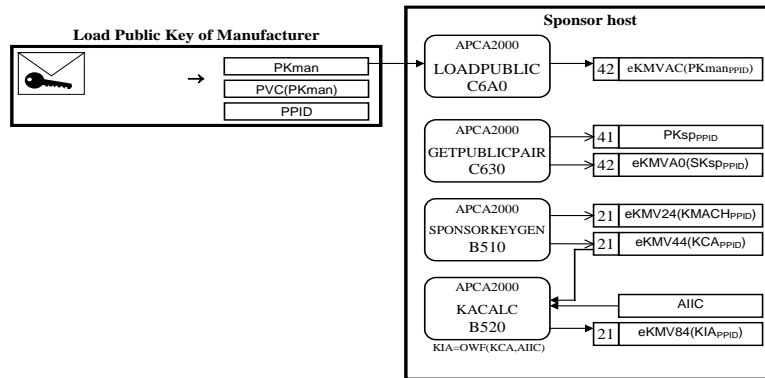 Sponsor host
Load Public Key of Manufacturer
PKman
PVC(PKman)
PPID
APCA2000
LOADPUBLIC
C6A0
42 eKMVAC(PKmanPPID)
APCA2000
GETPUBLICPAIR
C630
41 PKspPPID
42 eKMVA0(SKspPPID)
APCA2000
SPONSORKEYGEN
B510
21 eKMV24(KMACHPPID)
21 eKMV44(KCAPPID)
APCA2000
KACALC
B520
AIIC
21 eKMV84(KIAPPID)
KIA=OWF(KCA,AIIC)